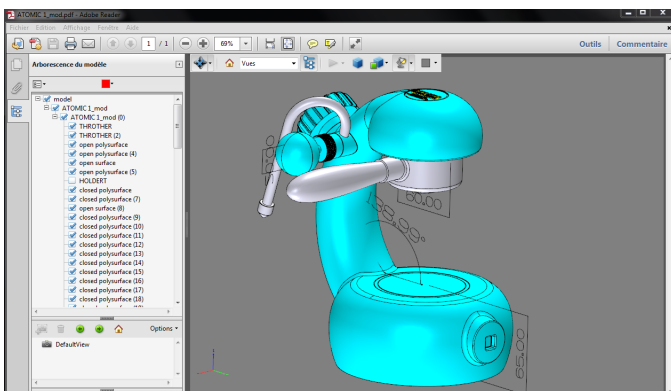 ATOMIC 1_mod.pdf - Adobe Reader
Fichier Edition Affichage Fenêtre Aide
1 / 1 69% Outils Commentaire
Arborescence du modèle
Vues
model
ATOMIC 1_mod
ATOMIC 1_mod (0)
THROTHER
THROTHER (2)
open polysurface
open polysurface (4)
open surface
open polysurface (5)
HOLDERT
closed polysurface
closed polysurface (7)
open surface (8)
closed polysurface (9)
closed polysurface (10)
closed polysurface (11)
closed polysurface (12)
closed polysurface (13)
closed polysurface (14)
closed polysurface (15)
closed polysurface (16)
closed polysurface (17)
closed polysurface (18)
60.00
65.00
Options
DefaultView